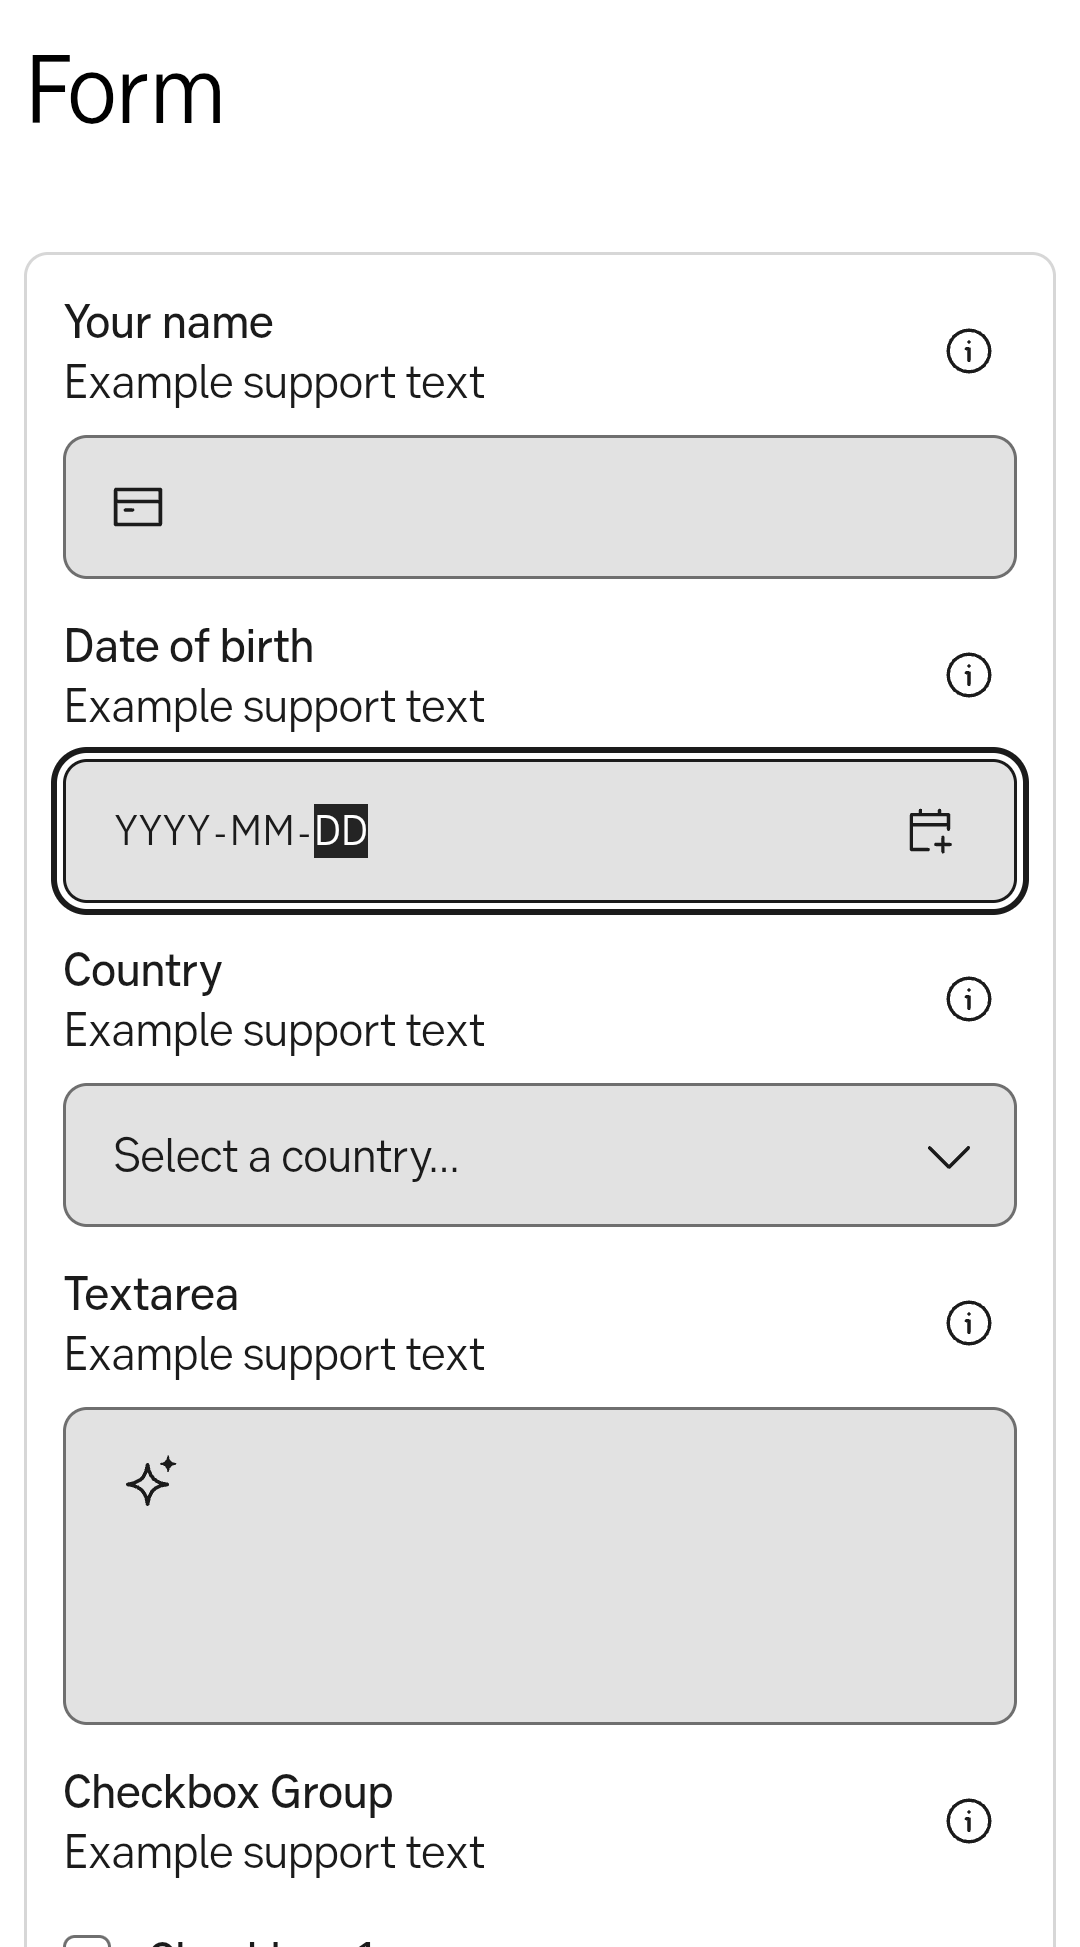 Form
Your name
Example support text
Date of birth
Example support text
YYYY-MM-DD
Country
Example support text
Select a country...
Textarea
Example support text
Checkbox Group
Example support text